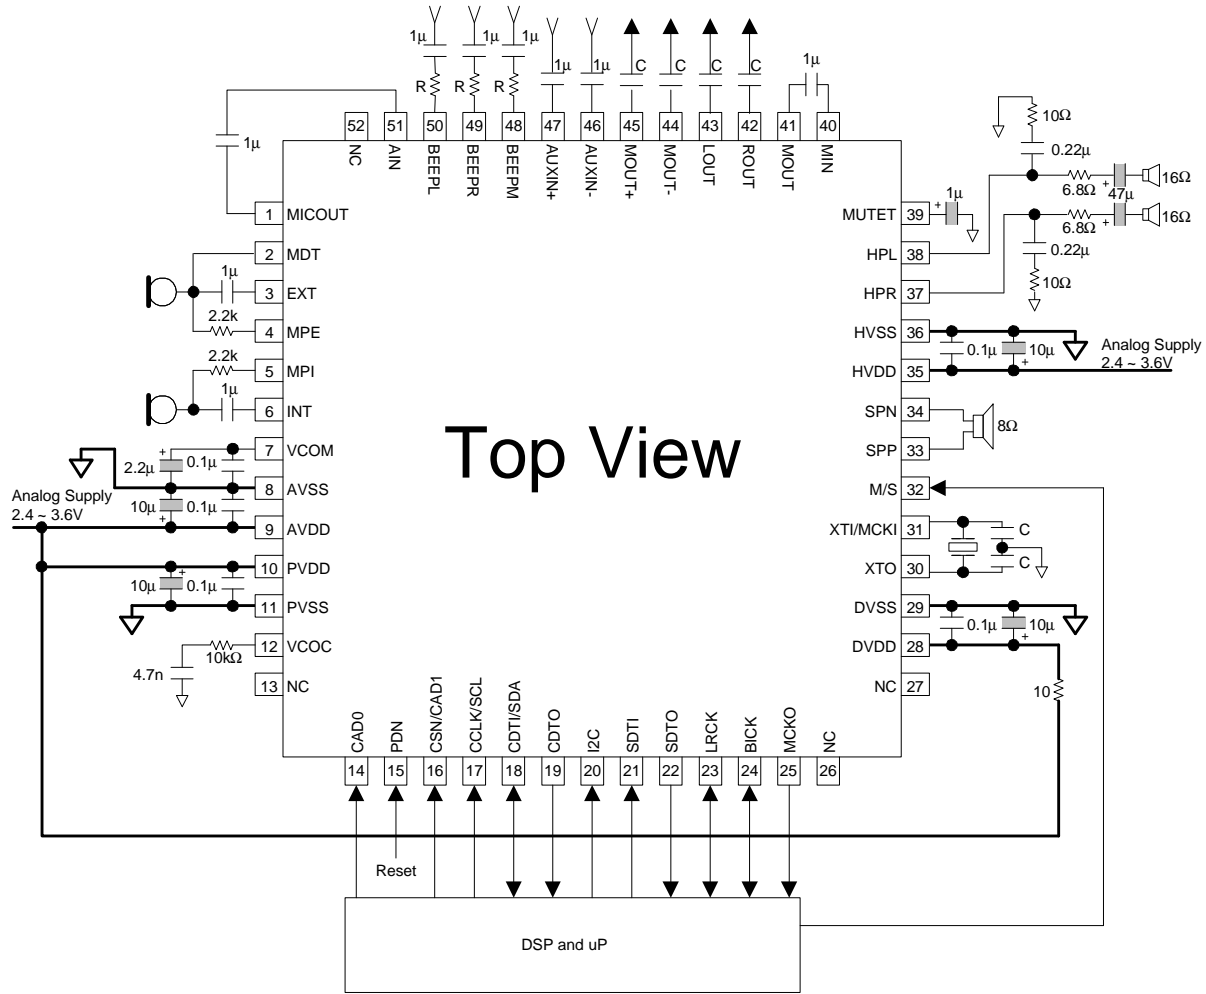 1µ 1µ 1µ 1µ 1µ C C C C 1µ
R R R
52 51 50 49 48 47 46 45 44 43 42 41 40
NC AIN BEEPL BEEPR BEEPM AUXIN+ AUXIN- MOUT+ MOUT- LOUT ROUT MOUT MIN
1µ
10Ω
0.22µ
6.8Ω + 47µ 16Ω
6.8Ω + 16Ω
0.22µ
10Ω
1 MICOUT
2 MDT
1µ
3 EXT
2.2k
4 MPE
2.2k
5 MPI
1µ
6 INT
+ 2.2µ 0.1µ
7 VCOM
8 AVSS
10µ + 0.1µ
Analog Supply
2.4 ~ 3.6V
9 AVDD
10 PVDD
10µ + 0.1µ
11 PVSS
12 VCOC
10kΩ
4.7n
13 NC
Top View
MUTET 39 + 1µ
HPL 38
HPR 37
HVSS 36
0.1µ 10µ +
Analog Supply
2.4 ~ 3.6V
HVDD 35
SPN 34
8Ω
SPP 33
M/S 32
XTI/MCKI 31
C
C
XTO 30
DVSS 29
0.1µ 10µ +
DVDD 28
NC 27
10
CAD0 PDN CSN/CAD1 CCLK/SCL CDTI/SDA CDTO I2C SDTI SDTO LRCK BICK MCKO NC
14 15 16 17 18 19 20 21 22 23 24 25 26
Reset
DSP and uP